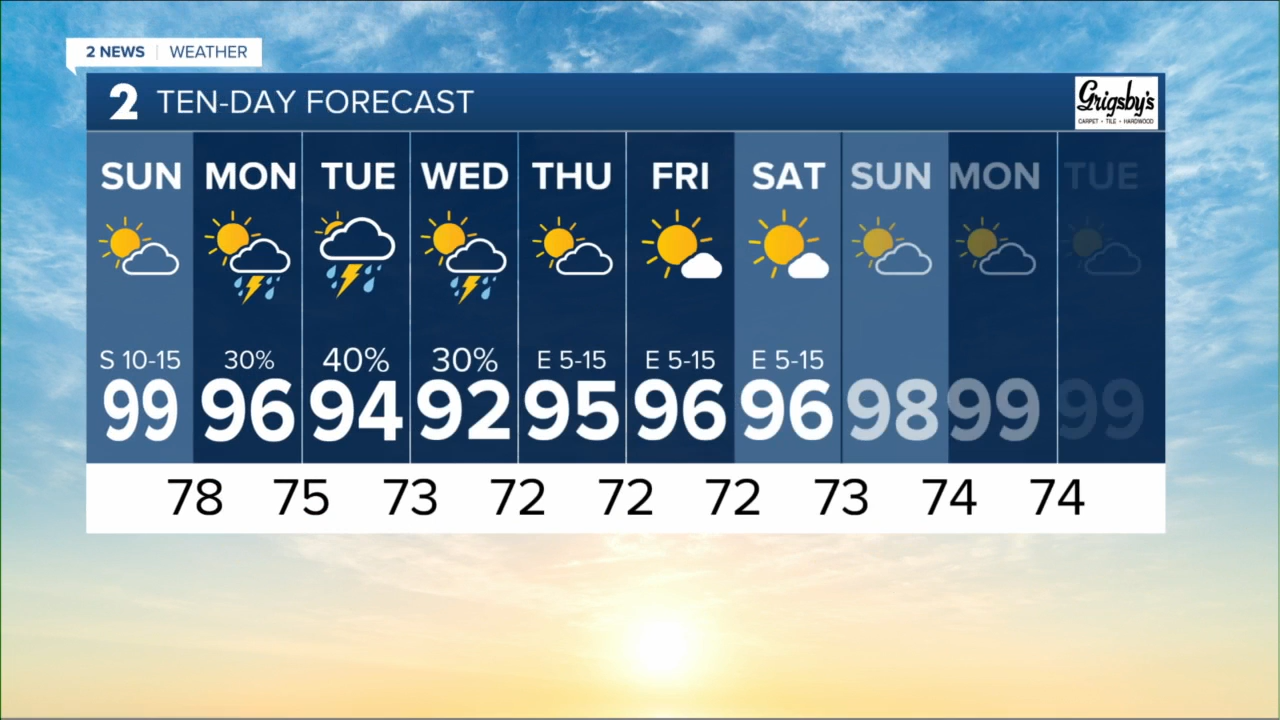 2 NEWS | WEATHER
2 TEN-DAY FORECAST
Grigsby's
CARPET • TILE • HARDWOOD
SUN MON TUE WED THU FRI SAT SUN MON TUE
S 10-15 30% 40% 30% E 5-15 E 5-15 E 5-15
99 96 94 92 95 96 96 98 99 99
78 75 73 72 72 72 73 74 74